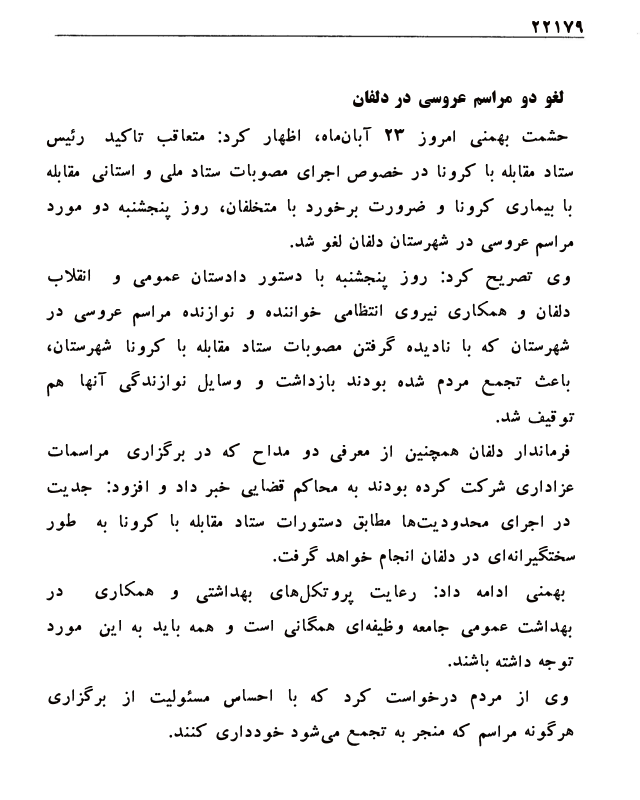 ۲۲۱۷۹
لغو دو مراسم عروسی در دلفان
حشمت بهمنی امروز ۲۳ آبان‌ماه، اظهار کرد: متعاقب تاکید رئیس
ستاد مقابله با کرونا در خصوص اجرای مصوبات ستاد ملی و استانی مقابله
با بیماری کرونا و ضرورت برخورد با متخلفان، روز پنجشنبه دو مورد
مراسم عروسی در شهرستان دلفان لغو شد.
وی تصریح کرد: روز پنجشنبه با دستور دادستان عمومی و انقلاب
دلفان و همکاری نیروی انتظامی خواننده و نوازنده مراسم عروسی در
شهرستان که با نادیده گرفتن مصوبات ستاد مقابله با کرونا شهرستان،
باعث تجمع مردم شده بودند بازداشت و وسایل نوازندگی آنها هم
توقیف شد.
فرماندار دلفان همچنین از معرفی دو مداح که در برگزاری مراسمات
عزاداری شرکت کرده بودند به محاکم قضایی خبر داد و افزود: جدیت
در اجرای محدودیت‌ها مطابق دستورات ستاد مقابله با کرونا به طور
سختگیرانه‌ای در دلفان انجام خواهد گرفت.
بهمنی ادامه داد: رعایت پروتکل‌های بهداشتی و همکاری در
بهداشت عمومی جامعه وظیفه‌ای همگانی است و همه باید به این مورد
توجه داشته باشند.
وی از مردم درخواست کرد که با احساس مسئولیت از برگزاری
هرگونه مراسم که منجر به تجمع می‌شود خودداری کنند.